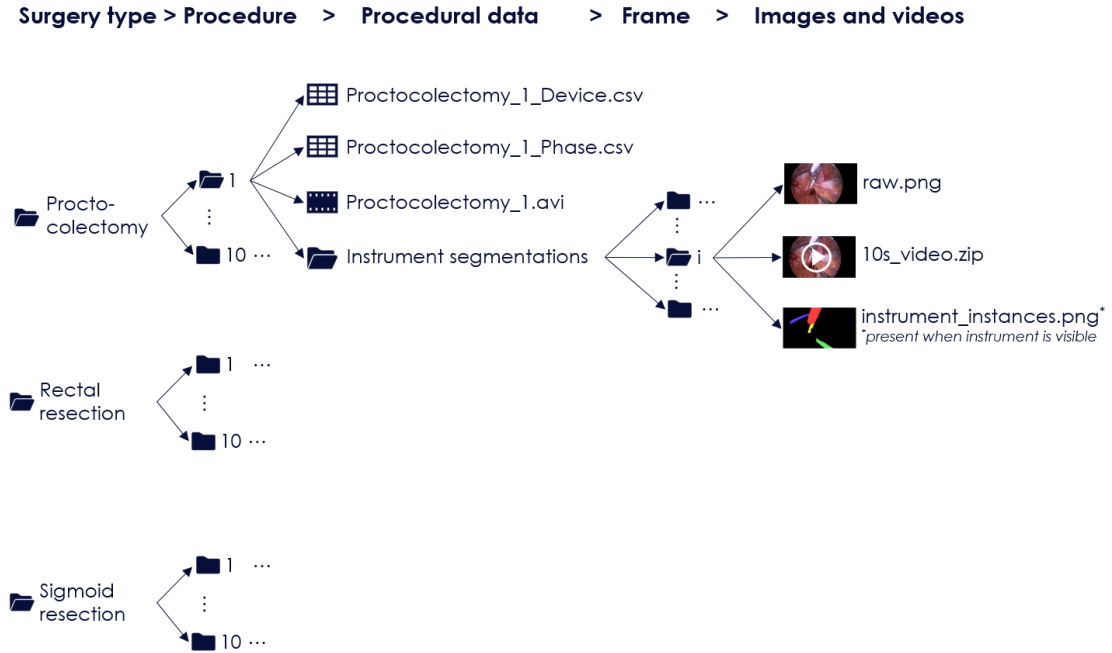 Surgery type > Procedure > Procedural data > Frame > Images and videos
Proctocolectomy_1_Device.csv
Proctocolectomy_1_Phase.csv
Procto-
colectomy
1
⋮
10 ...
Proctocolectomy_1.avi
Instrument segmentations
...
⋮
i
⋮
...
raw.png
10s_video.zip
instrument_instances.png*
*present when instrument is visible
Rectal
resection
1 ...
⋮
10 ...
Sigmoid
resection
1 ...
⋮
10 ...